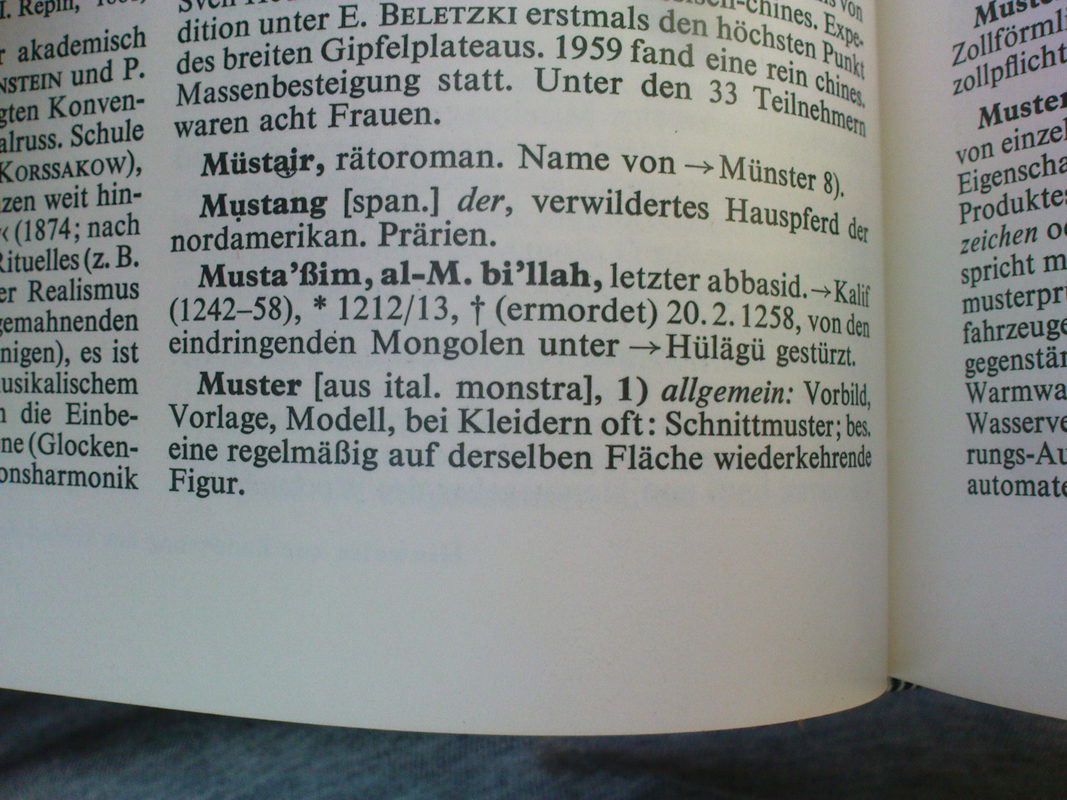 I. Repin,
akademisch
NSTEIN und P.
gten Konven-
alruss. Schule
KORSSAKOW),
zen weit hin-
‹ (1874; nach
Rituelles (z. B.
er Realismus
gemahnenden
nigen), es ist
usikalischem
die Einbe-
ne (Glocken-
onsharmonik
-chines. Expe-
dition unter E. BELETZKI erstmals den höchsten Punkt
des breiten Gipfelplateaus. 1959 fand eine rein chines.
Massenbesteigung statt. Unter den 33 Teilnehmern
waren acht Frauen.
Müstair, rätoroman. Name von →Münster 8).
Mustang [span.] der, verwildertes Hauspferd der
nordamerikan. Prärien.
Musta'ßim, al-M. bi'llah, letzter abbasid. →Kalif
(1242–58), * 1212/13, † (ermordet) 20. 2. 1258, von den
eindringenden Mongolen unter →Hülägü gestürzt.
Muster [aus ital. monstra], 1) allgemein: Vorbild,
Vorlage, Modell, bei Kleidern oft: Schnittmuster; bes.
eine regelmäßig auf derselben Fläche wiederkehrende
Figur.
Muste
Zollförmli
zollpflicht
Muster
von einzel
Eigenscha
Produkte
zeichen o
spricht m
musterpr
fahrzeuge
gegenstän
Warmwa
Wasserve
rungs-Au
automate